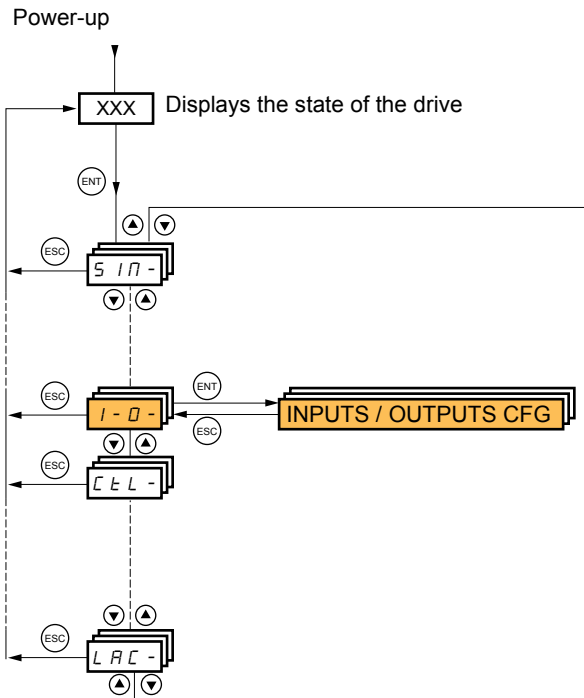 Power-up
XXX Displays the state of the drive
ENT
ESC
SIM-
ENT
ESC
I-O-
INPUTS / OUTPUTS CFG
ESC
ESC
CtL-
ESC
LAC-